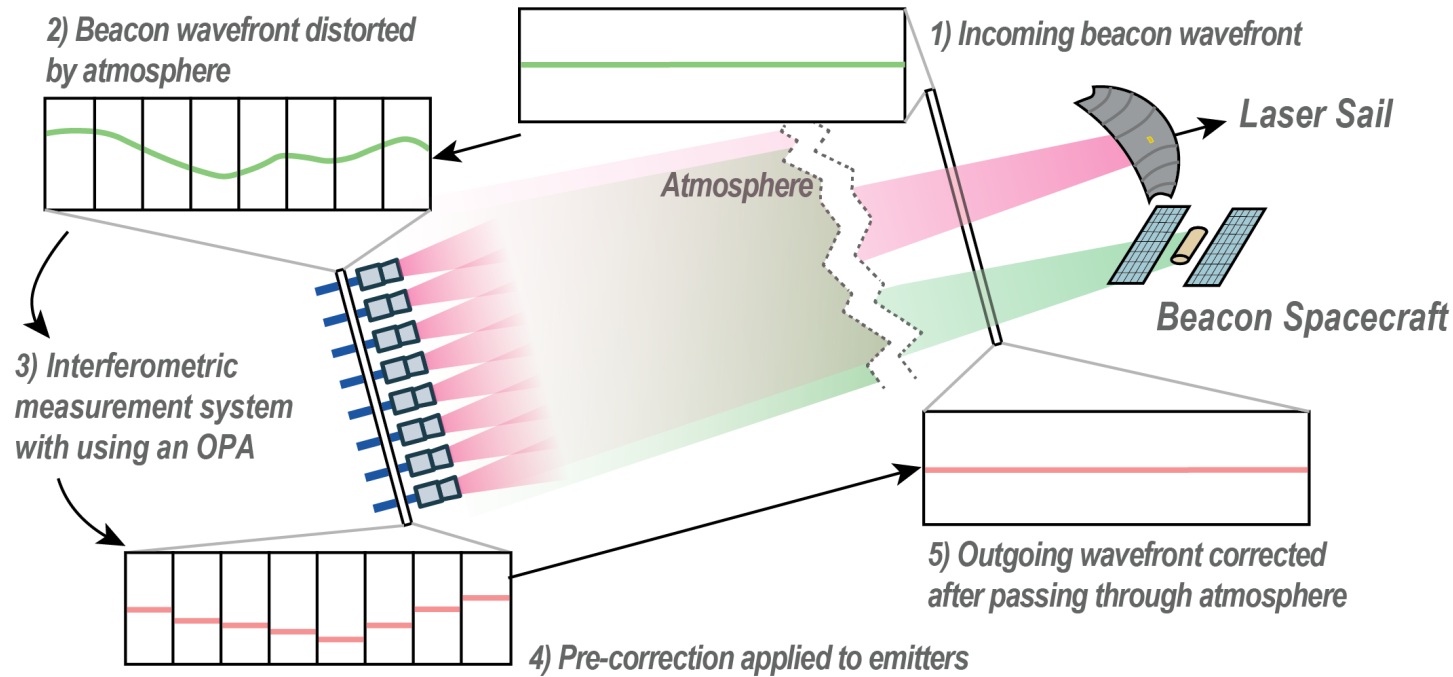 2) Beacon wavefront distorted
by atmosphere
1) Incoming beacon wavefront
Laser Sail
Atmosphere
Beacon Spacecraft
3) Interferometric
measurement system
with using an OPA
5) Outgoing wavefront corrected
after passing through atmosphere
4) Pre-correction applied to emitters